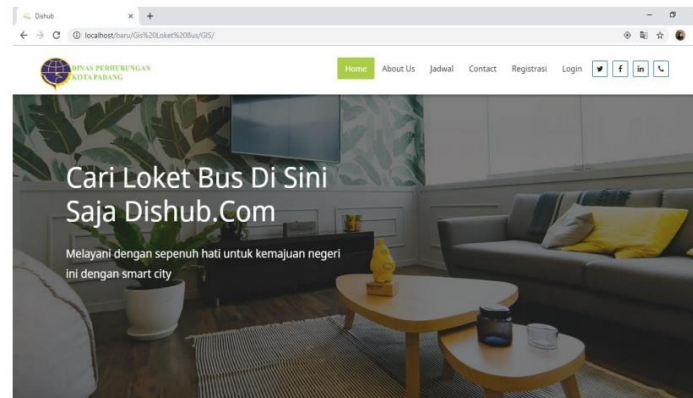 Dishub
localhost/baru/Gis%20Loket%20Bus/GIS/
DINAS PERHUBUNGAN
KOTA PADANG
Home About Us Jadwal Contact Registrasi Login
Cari Loket Bus Di Sini
Saja Dishub.Com
Melayani dengan sepenuh hati untuk kemajuan negeri
ini dengan smart city